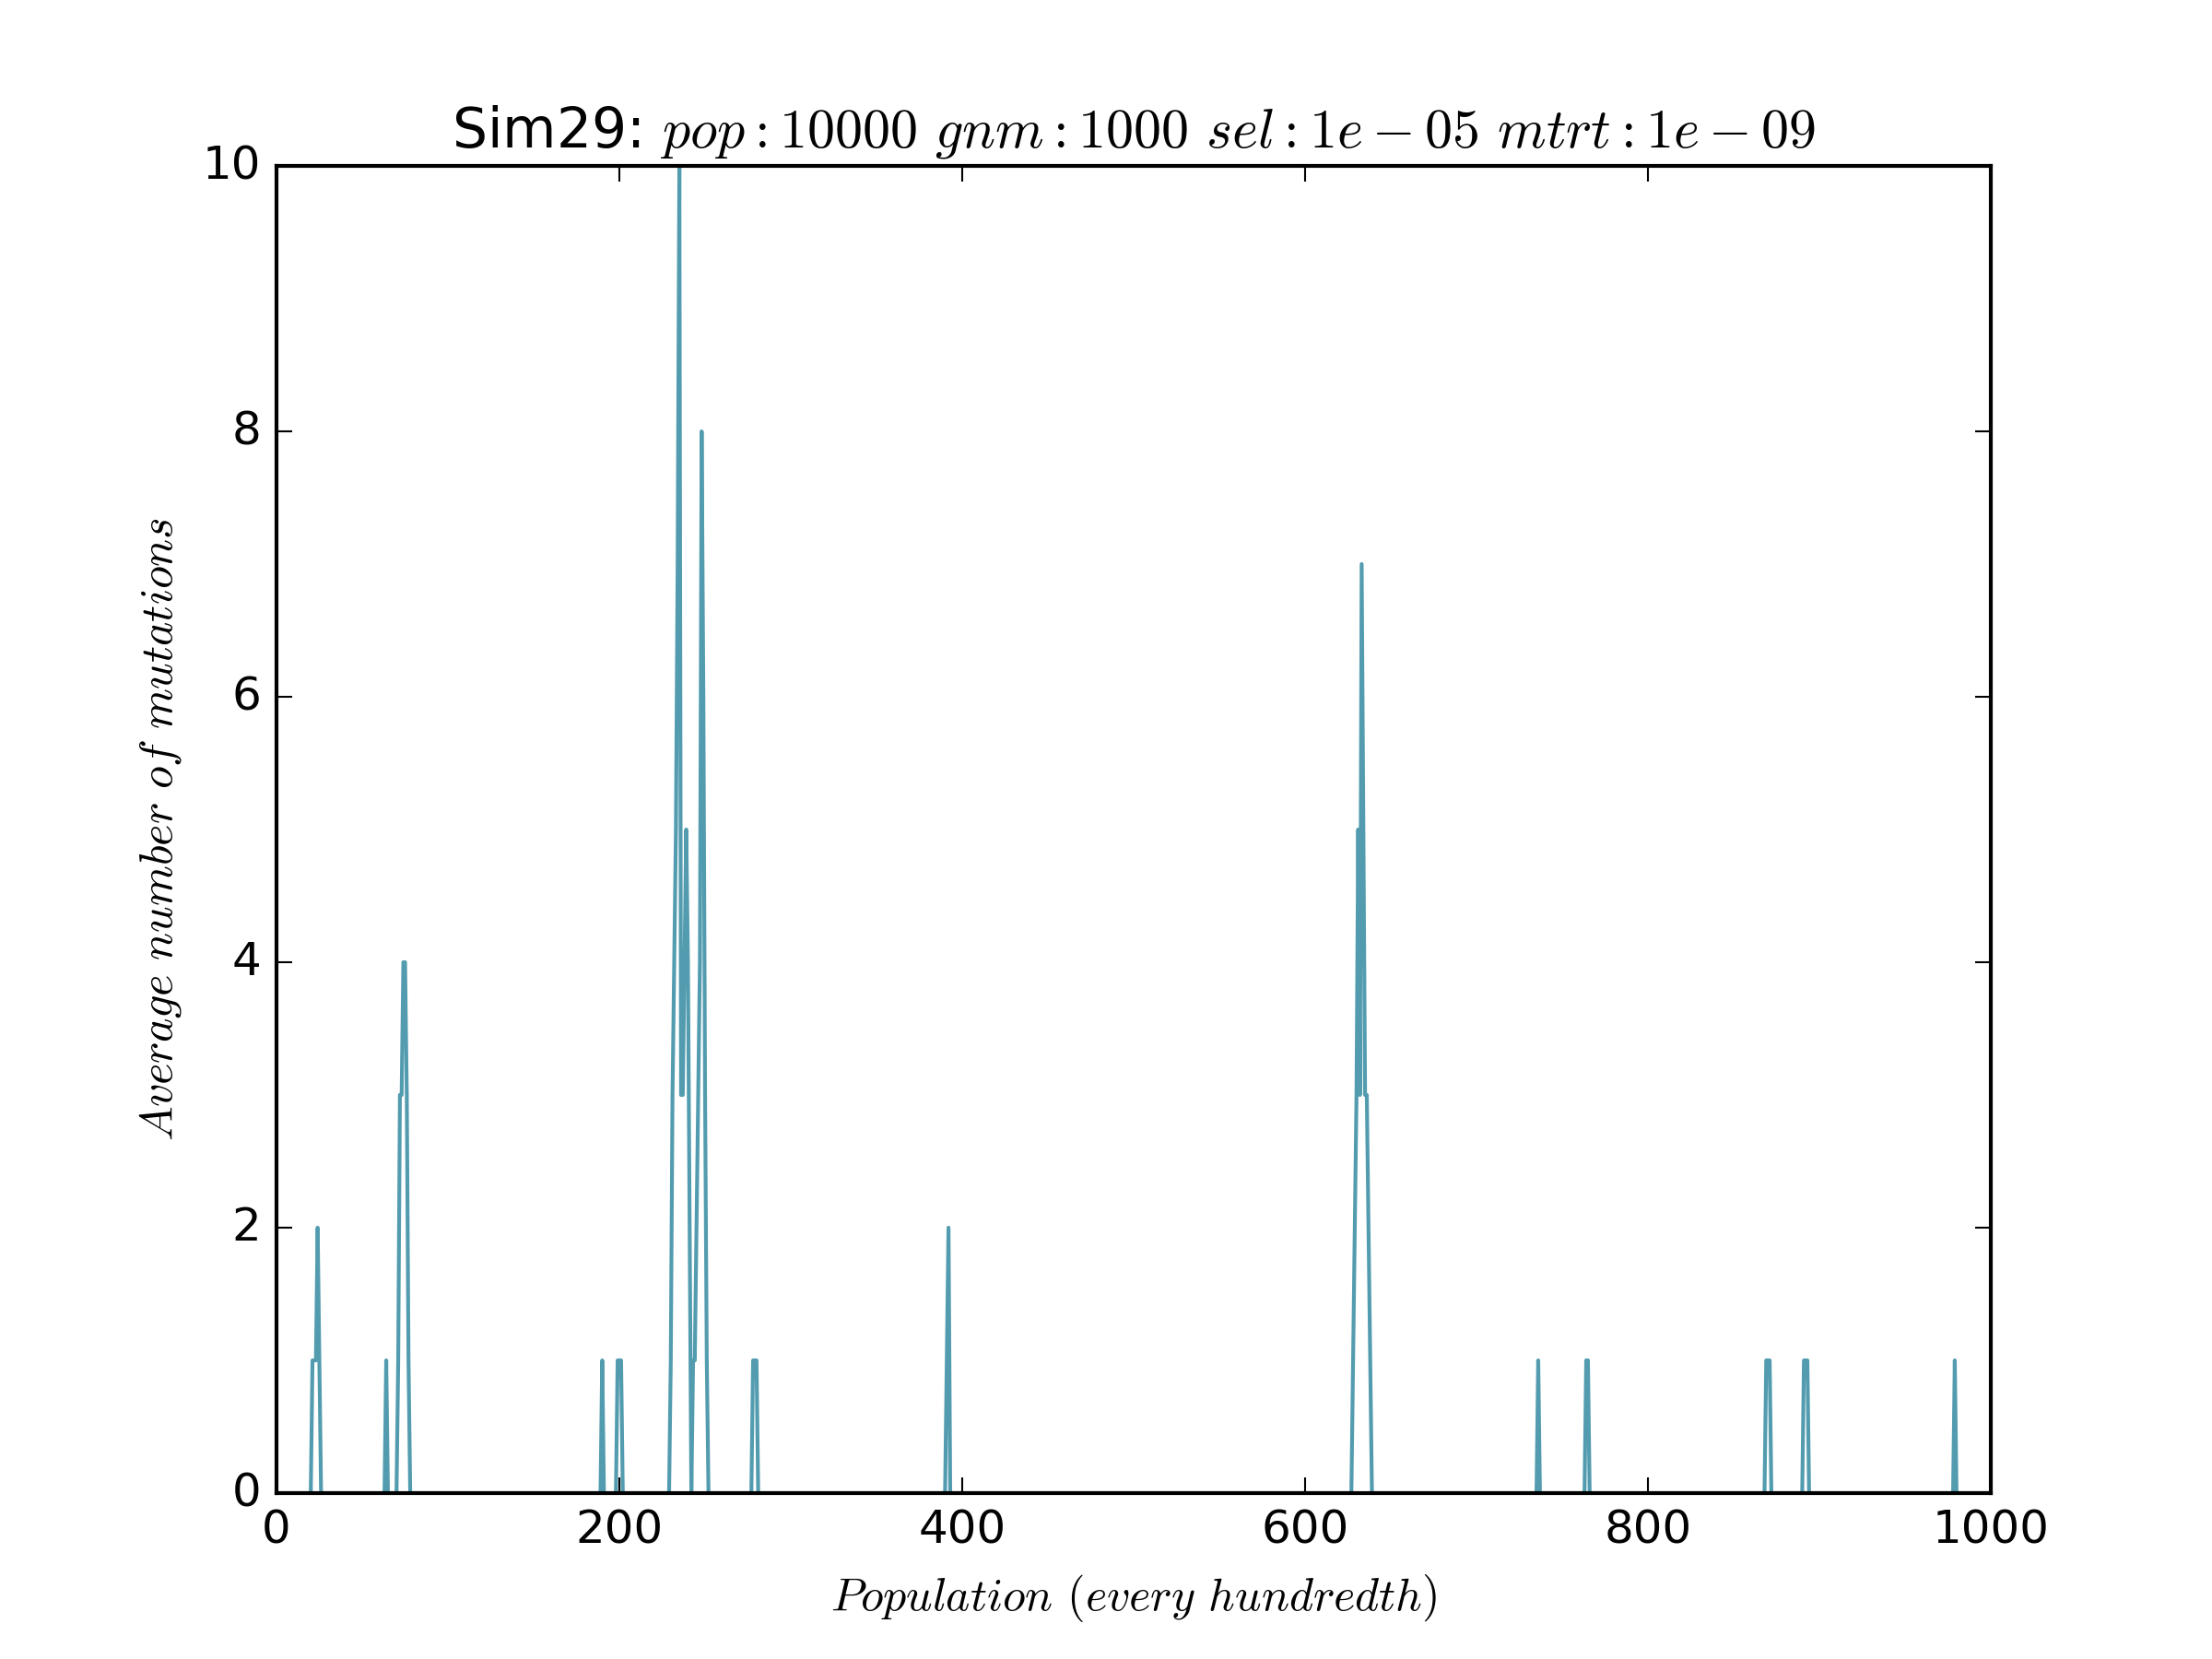 Sim29: pop : 10000 gnm : 1000 sel : 1e − 05 mtrt : 1e − 09
10
8
6
4
2
0
Average number of mutations
0 200 400 600 800 1000
Population (every hundredth)